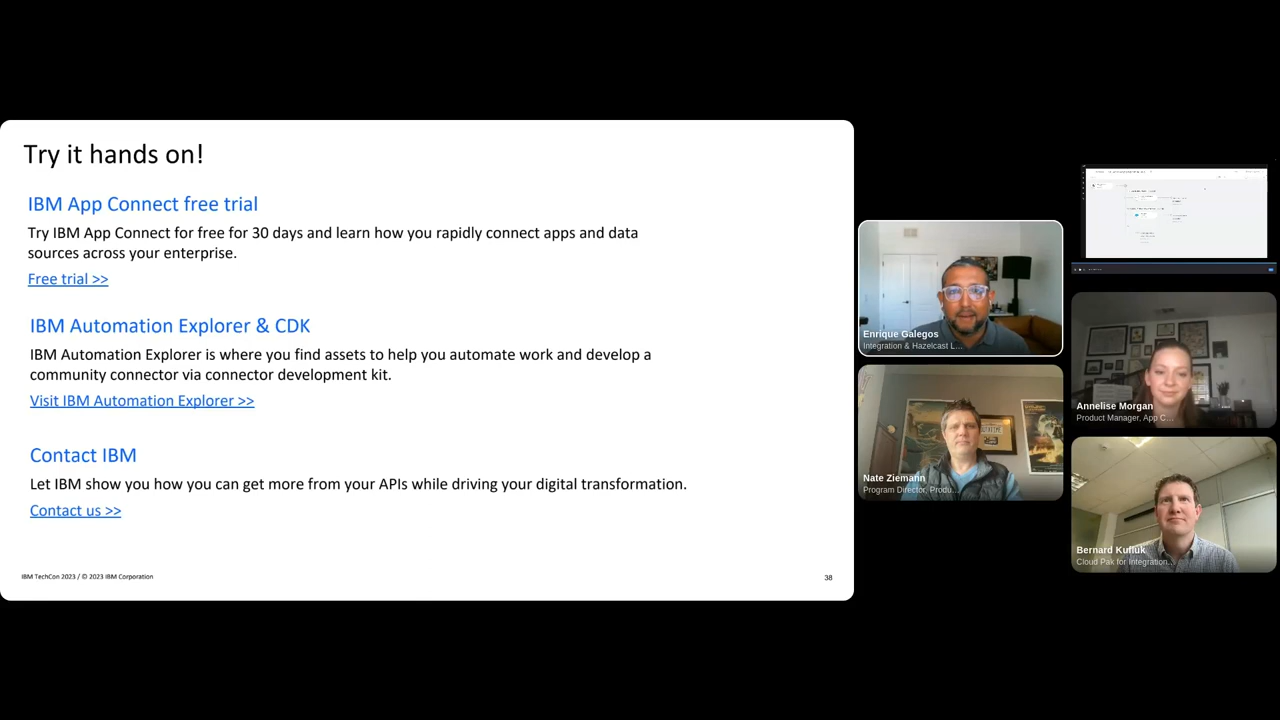 Try it hands on!
IBM App Connect free trial
Try IBM App Connect for free for 30 days and learn how you rapidly connect apps and data
sources across your enterprise.
Free trial >>
IBM Automation Explorer & CDK
IBM Automation Explorer is where you find assets to help you automate work and develop a
community connector via connector development kit.
Visit IBM Automation Explorer >>
Contact IBM
Let IBM show you how you can get more from your APIs while driving your digital transformation.
Contact us >>
IBM TechCon 2023 / © 2023 IBM Corporation
38
Enrique Galegos
Integration & Hazelcast L...
Nate Ziemann
Program Director, Produ...
Annelise Morgan
Product Manager, App C...
Bernard Kufluk
Cloud Pak for Integration...